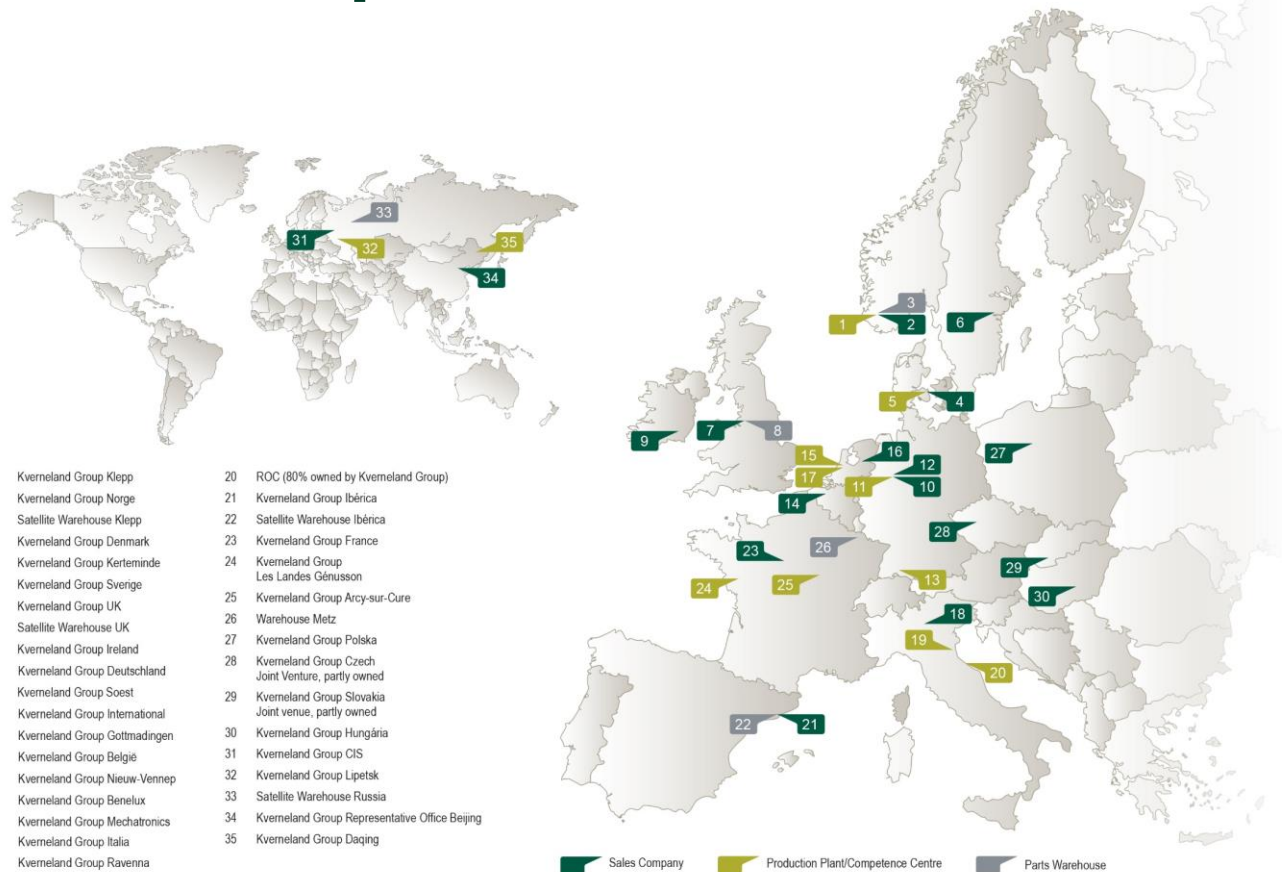 33
31
32
35
34
3
1
2
6
5
4
7
8
9
15
16
12
17
11
10
14
27
28
23
26
29
24
25
13
30
18
19
20
22
21
Kverneland Group Klepp
Kverneland Group Norge
Satellite Warehouse Klepp
Kverneland Group Denmark
Kverneland Group Kerteminde
Kverneland Group Sverige
Kverneland Group UK
Satellite Warehouse UK
Kverneland Group Ireland
Kverneland Group Deutschland
Kverneland Group Soest
Kverneland Group International
Kverneland Group Gottmadingen
Kverneland Group België
Kverneland Group Nieuw-Vennep
Kverneland Group Benelux
Kverneland Group Mechatronics
Kverneland Group Italia
Kverneland Group Ravenna
20 ROC (80% owned by Kverneland Group)
21 Kverneland Group Ibérica
22 Satellite Warehouse Ibérica
23 Kverneland Group France
24 Kverneland Group
Les Landes Génusson
25 Kverneland Group Arcy-sur-Cure
26 Warehouse Metz
27 Kverneland Group Polska
28 Kverneland Group Czech
Joint Venture, partly owned
29 Kverneland Group Slovakia
Joint venue, partly owned
30 Kverneland Group Hungária
31 Kverneland Group CIS
32 Kverneland Group Lipetsk
33 Satellite Warehouse Russia
34 Kverneland Group Representative Office Beijing
35 Kverneland Group Daqing
Sales Company
Production Plant/Competence Centre
Parts Warehouse